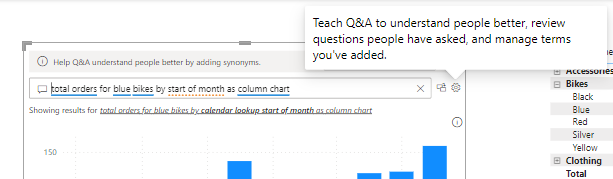 Teach Q&A to understand people better, review
questions people have asked, and manage terms
you've added.
Help Q&A understand people by adding synonyms.
total orders for blue bikes by start of month as column chart
Showing results for total orders for blue bikes by calendar lookup start of month as column chart
150
Accessories
Bikes
Black
Blue
Red
Silver
Yellow
Clothing
Total